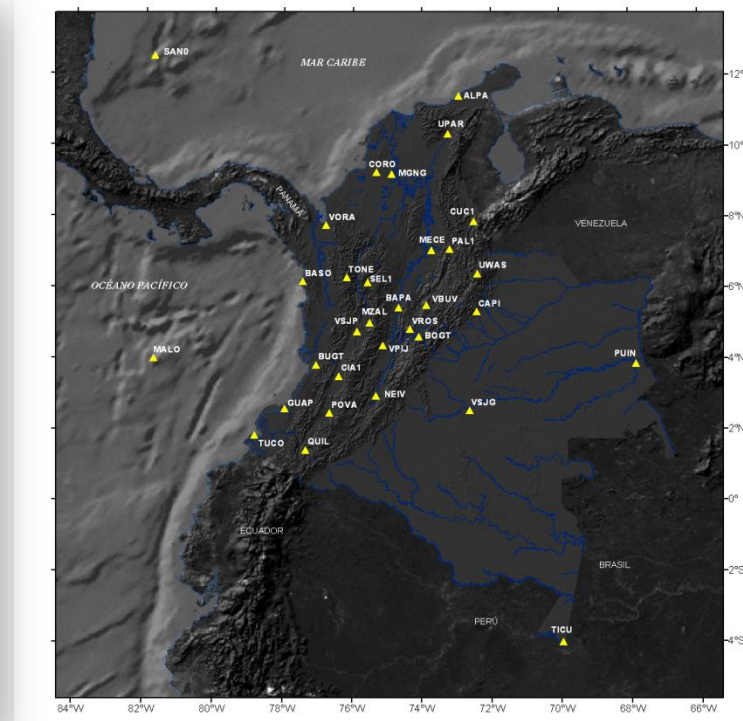 SAN0
MAR CARIBE
12°
ALPA
UPAR
10°
CORO
MGNG
PANAMÁ
VORA
CUC1
VENEZUELA
8°
MECE
PAL1
UWAS
BASO
TONE
SEL1
6°
OCÉANO PACÍFICO
BAPA
VBUV
CAPI
VSJP
MZAL
VROS
BOGT
MALO
VPIJ
PUIN
4°
BUGT
CIA1
GUAP
POVA
NEIV
VSJG
2°
TUCO
QUIL
0°
ECUADOR
2°S
BRASIL
PERÚ
TICU
4°S
84°W 82°W 80°W 78°W 76°W 74°W 72°W 70°W 68°W 66°W